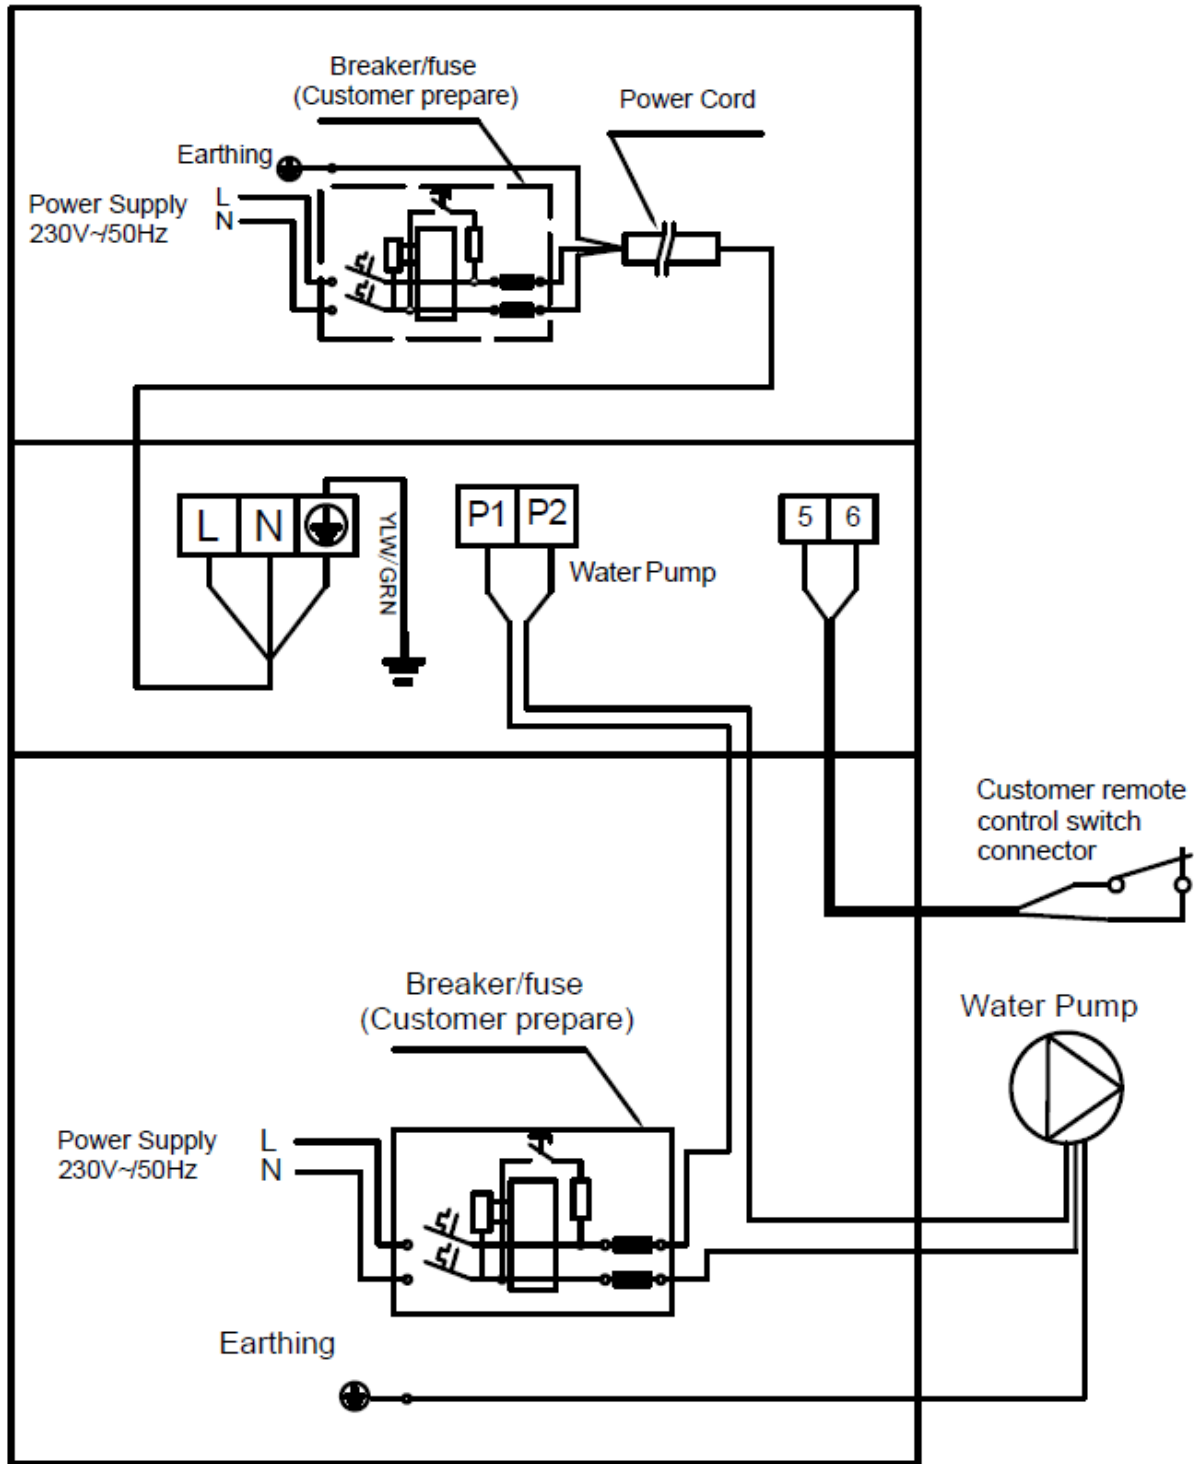 Breaker/fuse
(Customer prepare)
Power Cord
Earthing
Power Supply
230V~/50Hz
L
N
L N
YLW/GRN
P1 P2
Water Pump
5 6
Customer remote
control switch
connector
Breaker/fuse
(Customer prepare)
Water Pump
Power Supply
230V~/50Hz
L
N
Earthing